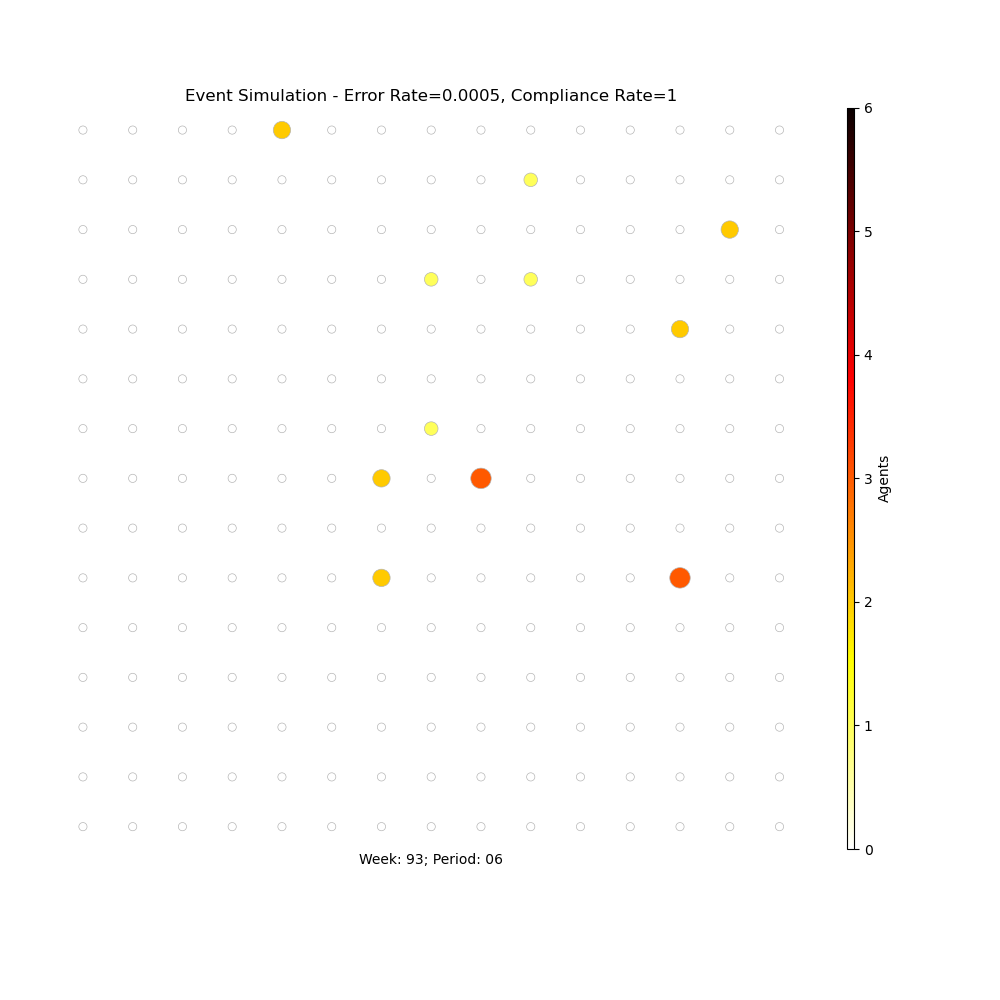 Event Simulation - Error Rate=0.0005, Compliance Rate=1
6
5
4
3
2
1
0
Agents
Week: 93; Period: 06